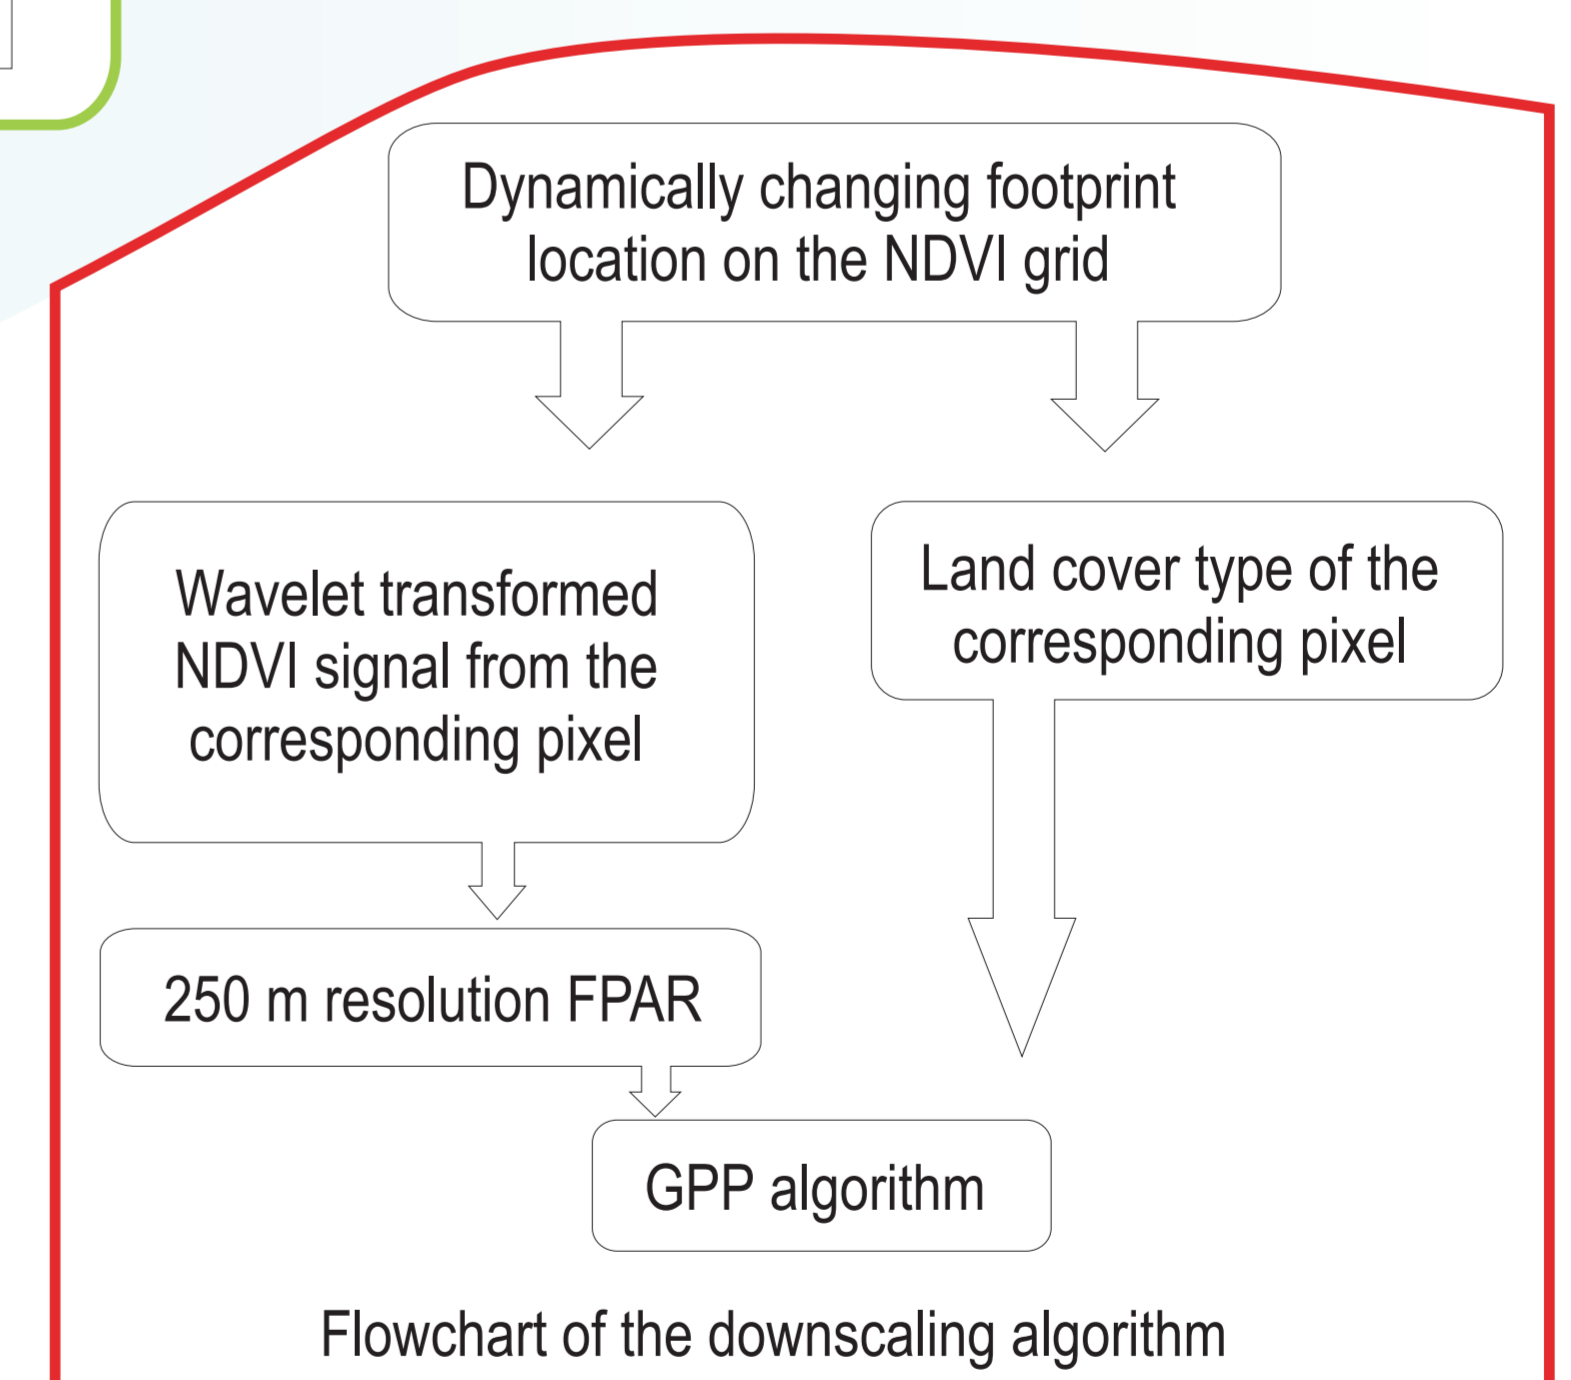 Dynamically changing footprint
location on the NDVI grid
Wavelet transformed
NDVI signal from the
corresponding pixel
Land cover type of the
corresponding pixel
250 m resolution FPAR
GPP algorithm
Flowchart of the downscaling algorithm